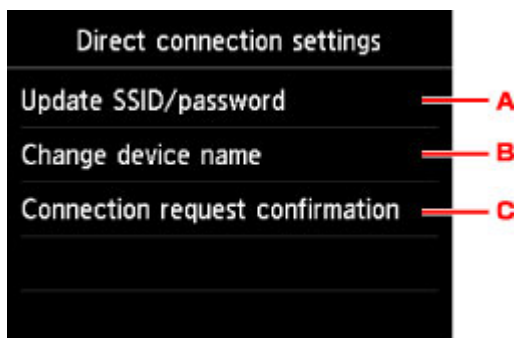 Direct connection settings
Update SSID/password A
Change device name B
Connection request confirmation C